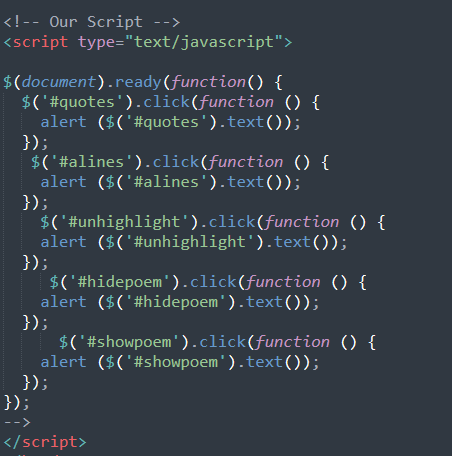 <!-- Our Script -->
<script type="text/javascript">
$(document).ready(function() {
  $('#quotes').click(function () {
    alert ($('#quotes').text());
  });
   $('#alines').click(function () {
    alert ($('#alines').text());
  });
    $('#unhighlight').click(function () {
    alert ($('#unhighlight').text());
  });
     $('#hidepoem').click(function () {
    alert ($('#hidepoem').text());
  });
      $('#showpoem').click(function () {
    alert ($('#showpoem').text());
  });
});
-->
</script>